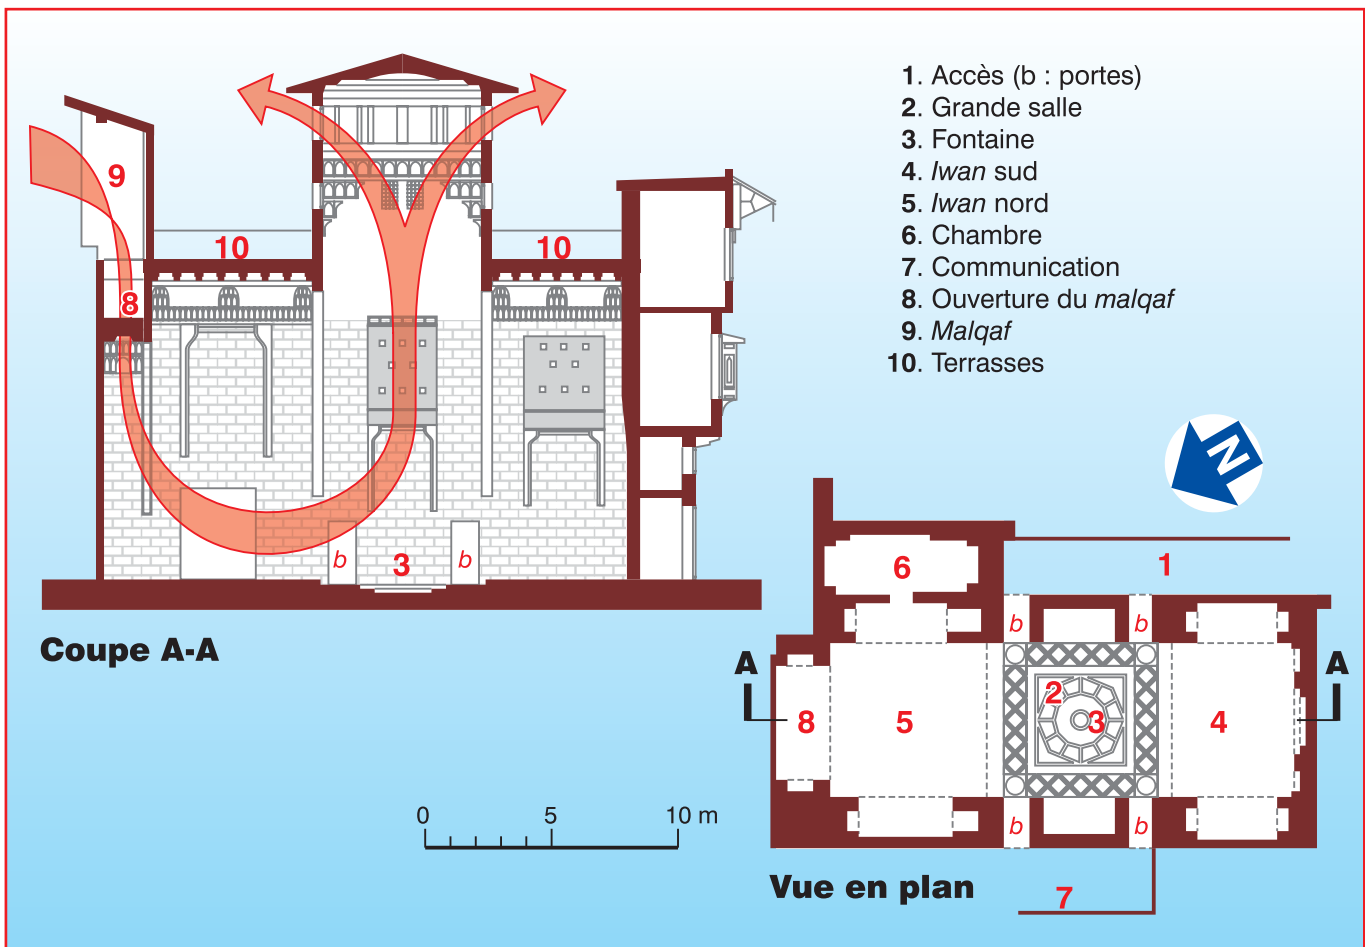 1. Accès (b : portes)
2. Grande salle
3. Fontaine
4. Iwan sud
5. Iwan nord
6. Chambre
7. Communication
8. Ouverture du malqaf
9. Malqaf
10. Terrasses
9
10
10
8
b
3
b
Coupe A-A
N
6
1
b
b
A
A
2
8
5
3
4
b
b
0
5
10 m
Vue en plan
7